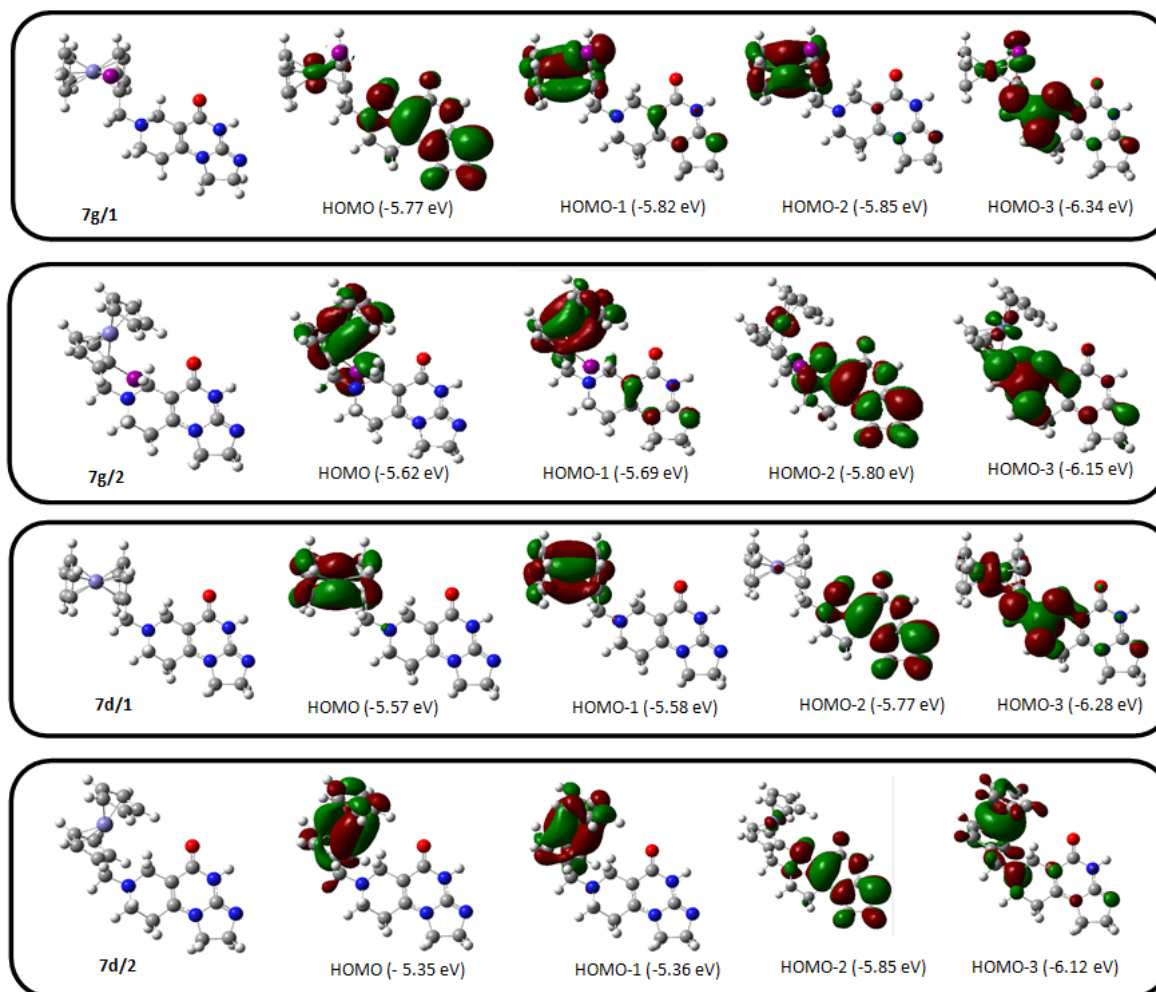 7g/1
HOMO (-5.77 eV)
HOMO-1 (-5.82 eV)
HOMO-2 (-5.85 eV)
HOMO-3 (-6.34 eV)
7g/2
HOMO (-5.62 eV)
HOMO-1 (-5.69 eV)
HOMO-2 (-5.80 eV)
HOMO-3 (-6.15 eV)
7d/1
HOMO (-5.57 eV)
HOMO-1 (-5.58 eV)
HOMO-2 (-5.77 eV)
HOMO-3 (-6.28 eV)
7d/2
HOMO (- 5.35 eV)
HOMO-1 (-5.36 eV)
HOMO-2 (-5.85 eV)
HOMO-3 (-6.12 eV)